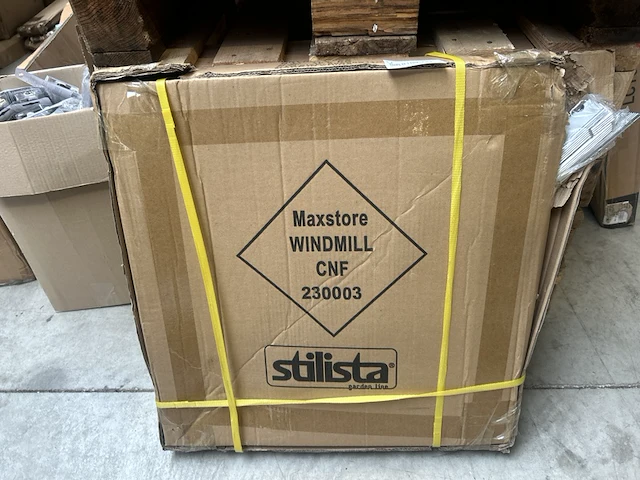 Maxstore
WINDMILL
CNF
230003
stilista®
garden line